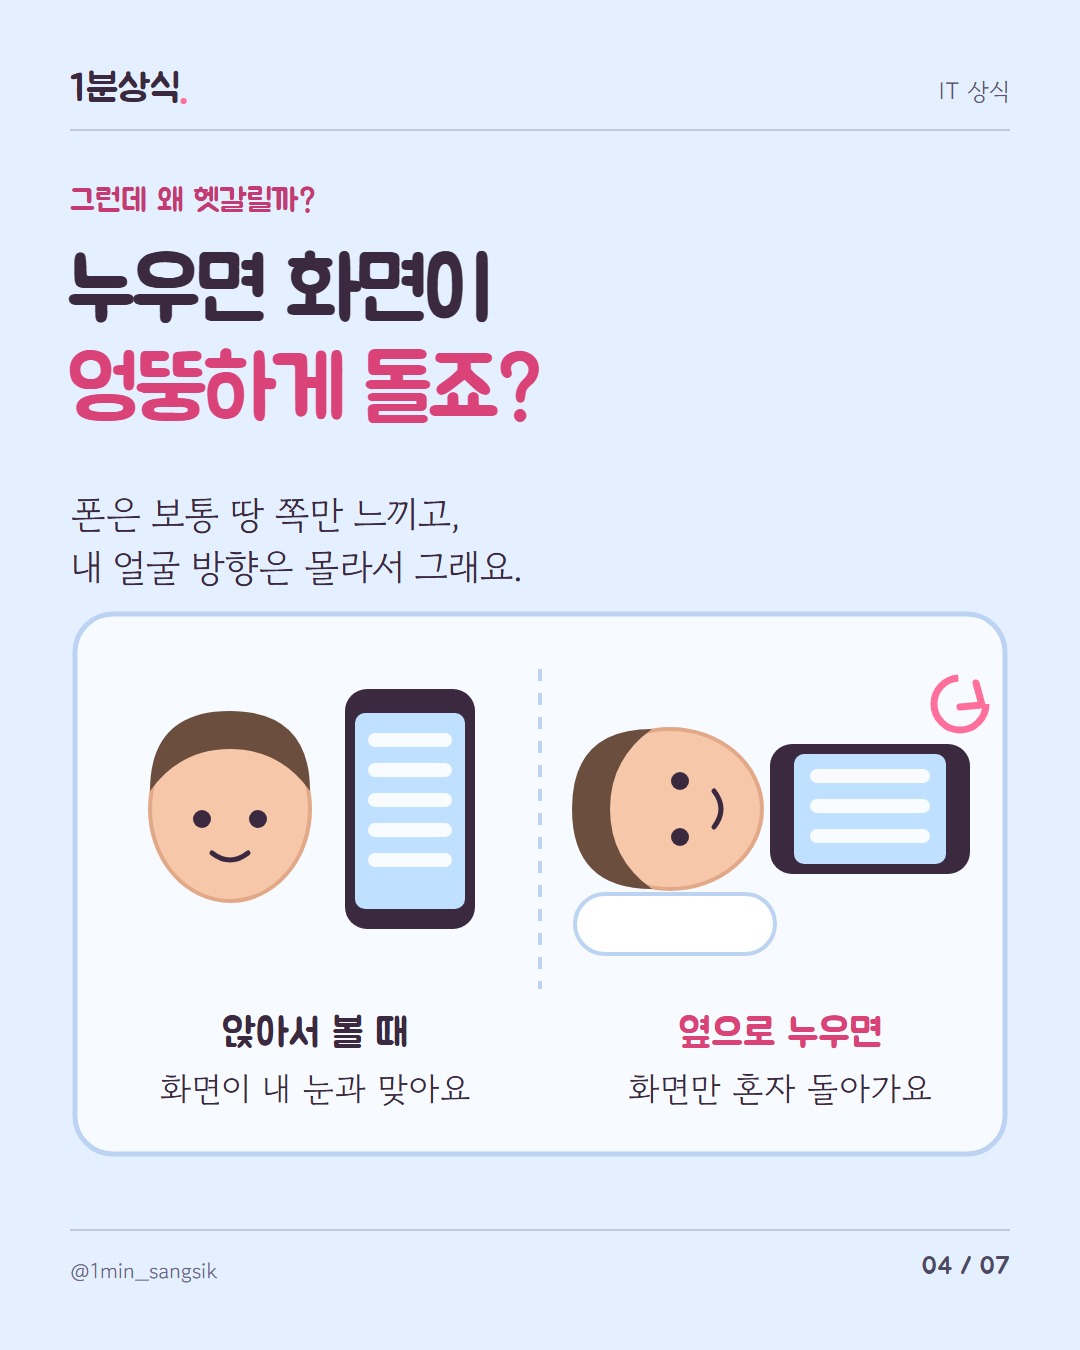 1분상식.
IT 상식
그런데 왜 헷갈릴까?
누우면 화면이
엉뚱하게 돌죠?
폰은 보통 땅 쪽만 느끼고,
내 얼굴 방향은 몰라서 그래요.
앉아서 볼 때
화면이 내 눈과 맞아요
옆으로 누우면
화면만 혼자 돌아가요
@1min_sangsik
04 / 07